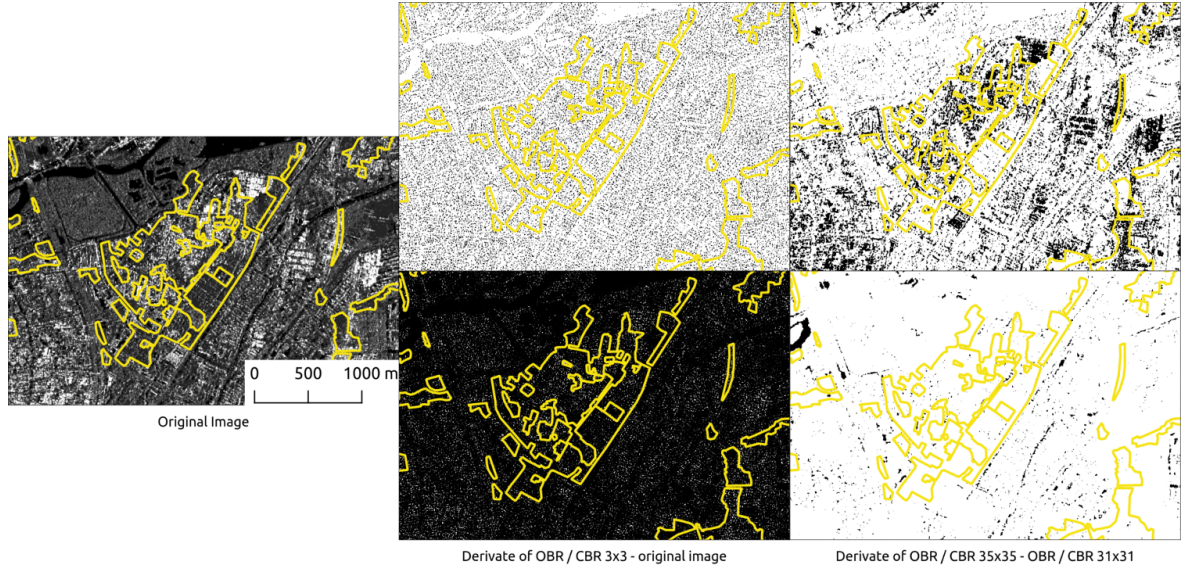 0 500 1000 m
Original Image
Derivate of OBR / CBR 3x3 - original image
Derivate of OBR / CBR 35x35 - OBR / CBR 31x31